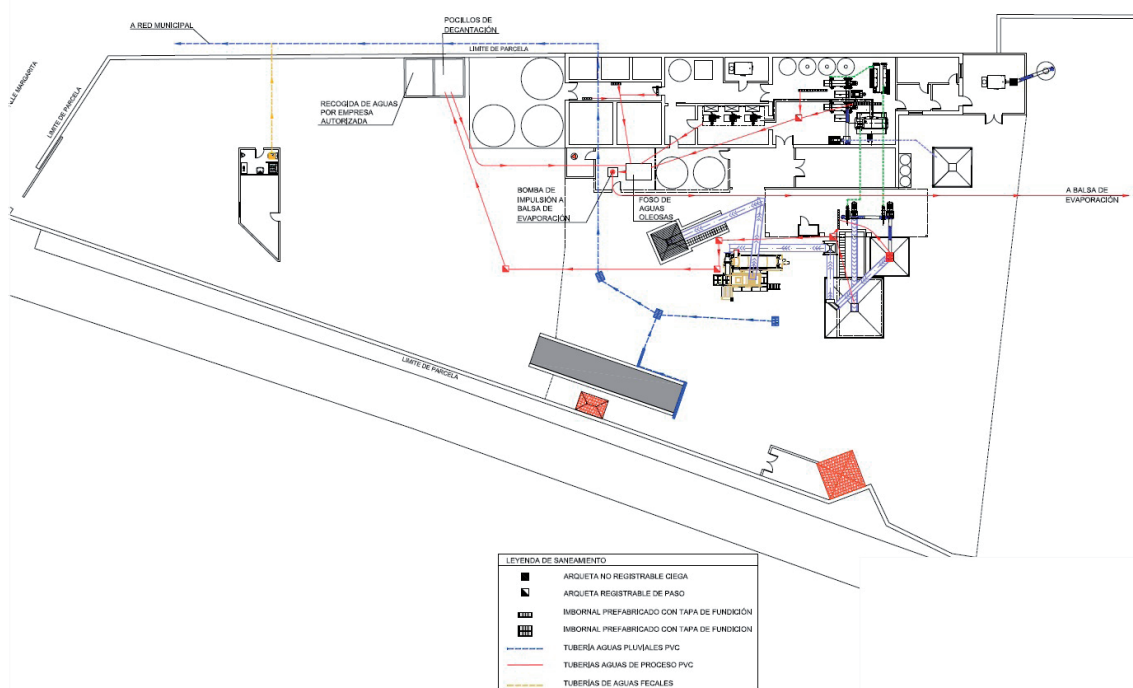 A RED MUNICIPAL
POCILLOS DE
DECANTACIÓN
LIMITE DE PARCELA
LIMITE DE PARCELA
RECOGIDA DE AGUAS
POR EMPRESA
AUTORIZADA
BOMBA DE
IMPULSIÓN A
BALSA DE
EVAPORACIÓN
FOSO DE
AGUAS
OLEOSAS
A BALSA DE
EVAPORACIÓN
LIMITE DE PARCELA
LEYENDA DE SANEAMIENTO
ARQUETA NO REGISTRABLE CIEGA
ARQUETA REGISTRABLE DE PASO
IMBORNAL PREFABRICADO CON TAPA DE FUNDICIÓN
IMBORNAL PREFABRICADO CON TAPA DE FUNDICION
TUBERÍA AGUAS PLUVIALES PVC
TUBERÍAS AGUAS DE PROCESO PVC
TUBERÍAS DE AGUAS FECALES
MARGARITA